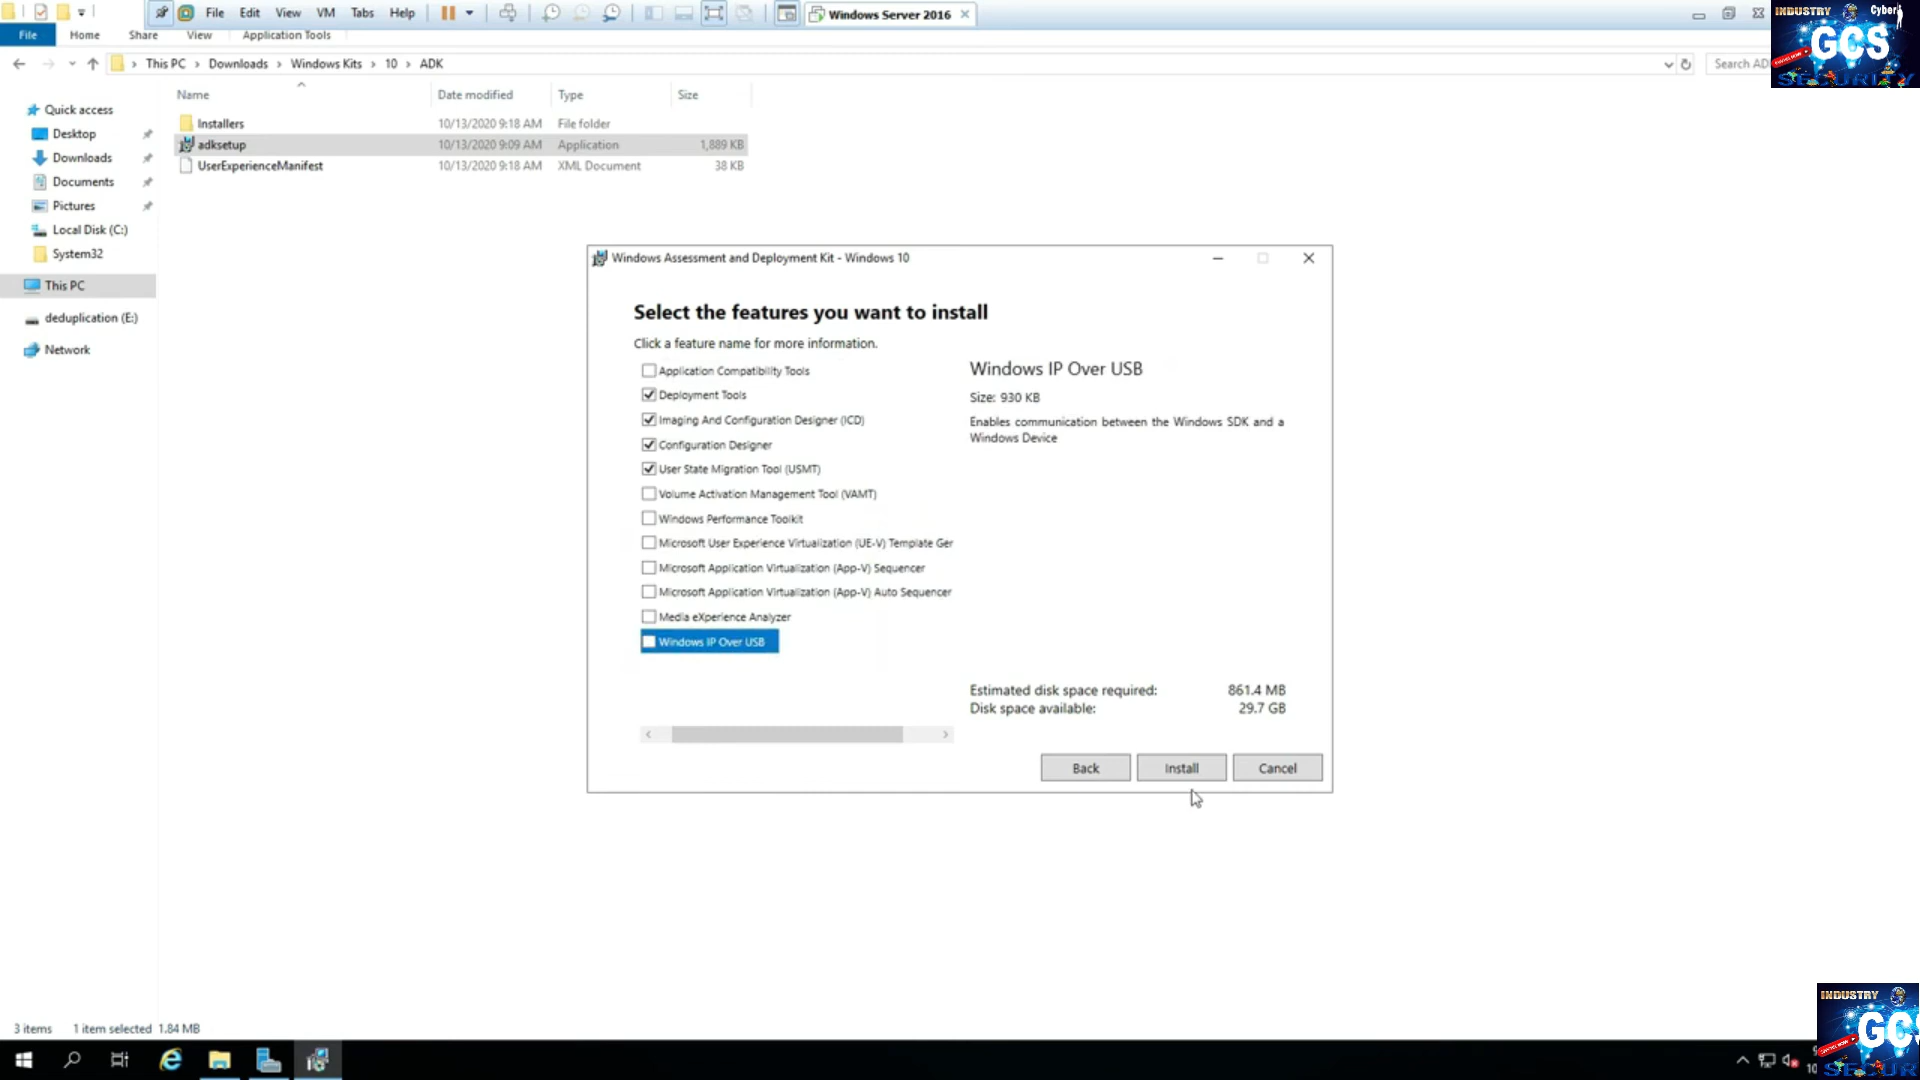 File Edit View VM Tabs Help
Windows Server 2016
File Home Share View Application Tools
This PC Downloads Windows Kits 10 ADK
Search AD
Name Date modified Type Size
Installers 10/13/2020 9:18 AM File folder
adksetup 10/13/2020 9:09 AM Application 1,889 KB
UserExperienceManifest 10/13/2020 9:18 AM XML Document 38 KB
Quick access
Desktop
Downloads
Documents
Pictures
Local Disk (C:)
System32
This PC
deduplication (E:)
Network
Windows Assessment and Deployment Kit - Windows 10
Select the features you want to install
Click a feature name for more information.
Application Compatibility Tools
Deployment Tools
Imaging And Configuration Designer (ICD)
Configuration Designer
User State Migration Tool (USMT)
Volume Activation Management Tool (VAMT)
Windows Performance Toolkit
Microsoft User Experience Virtualization (UE-V) Template Ger
Microsoft Application Virtualization (App-V) Sequencer
Microsoft Application Virtualization (App-V) Auto Sequencer
Media eXperience Analyzer
Windows IP Over USB
Windows IP Over USB
Size: 930 KB
Enables communication between the Windows SDK and a
Windows Device
Estimated disk space required: 861.4 MB
Disk space available: 29.7 GB
Back Install Cancel
3 items 1 item selected 1.84 MB
INDUSTRY Cyber
GCS
SECURITY
INDUSTRY
GCS
SECUR